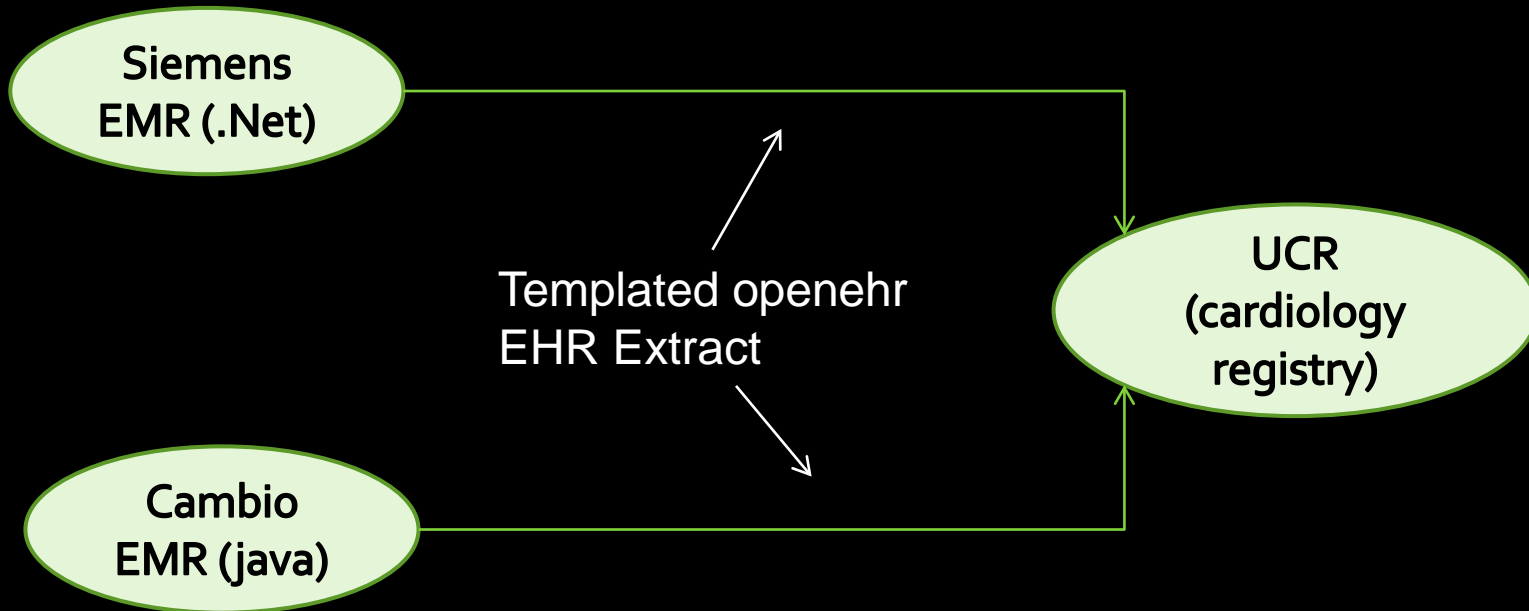 Siemens
EMR (.Net)
Templated openehr
EHR Extract
UCR
(cardiology
registry)
Cambio
EMR (java)